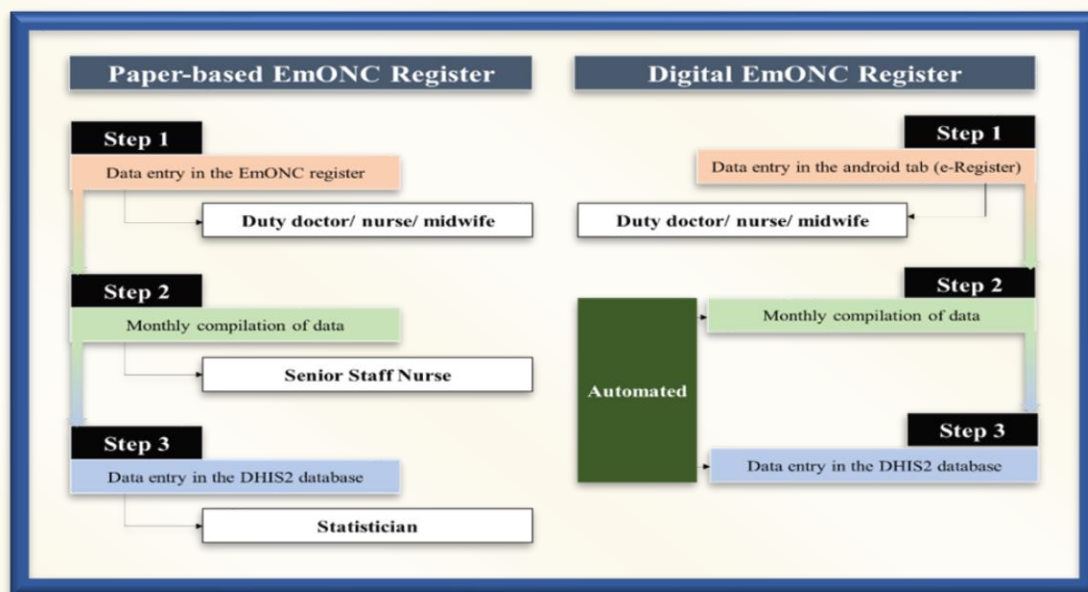 Paper-based EmONC Register
Step 1
Data entry in the EmONC register
Duty doctor/ nurse/ midwife
Step 2
Monthly compilation of data
Senior Staff Nurse
Step 3
Data entry in the DHIS2 database
Statistician
Digital EmONC Register
Step 1
Data entry in the android tab (e-Register)
Duty doctor/ nurse/ midwife
Step 2
Monthly compilation of data
Automated
Step 3
Data entry in the DHIS2 database